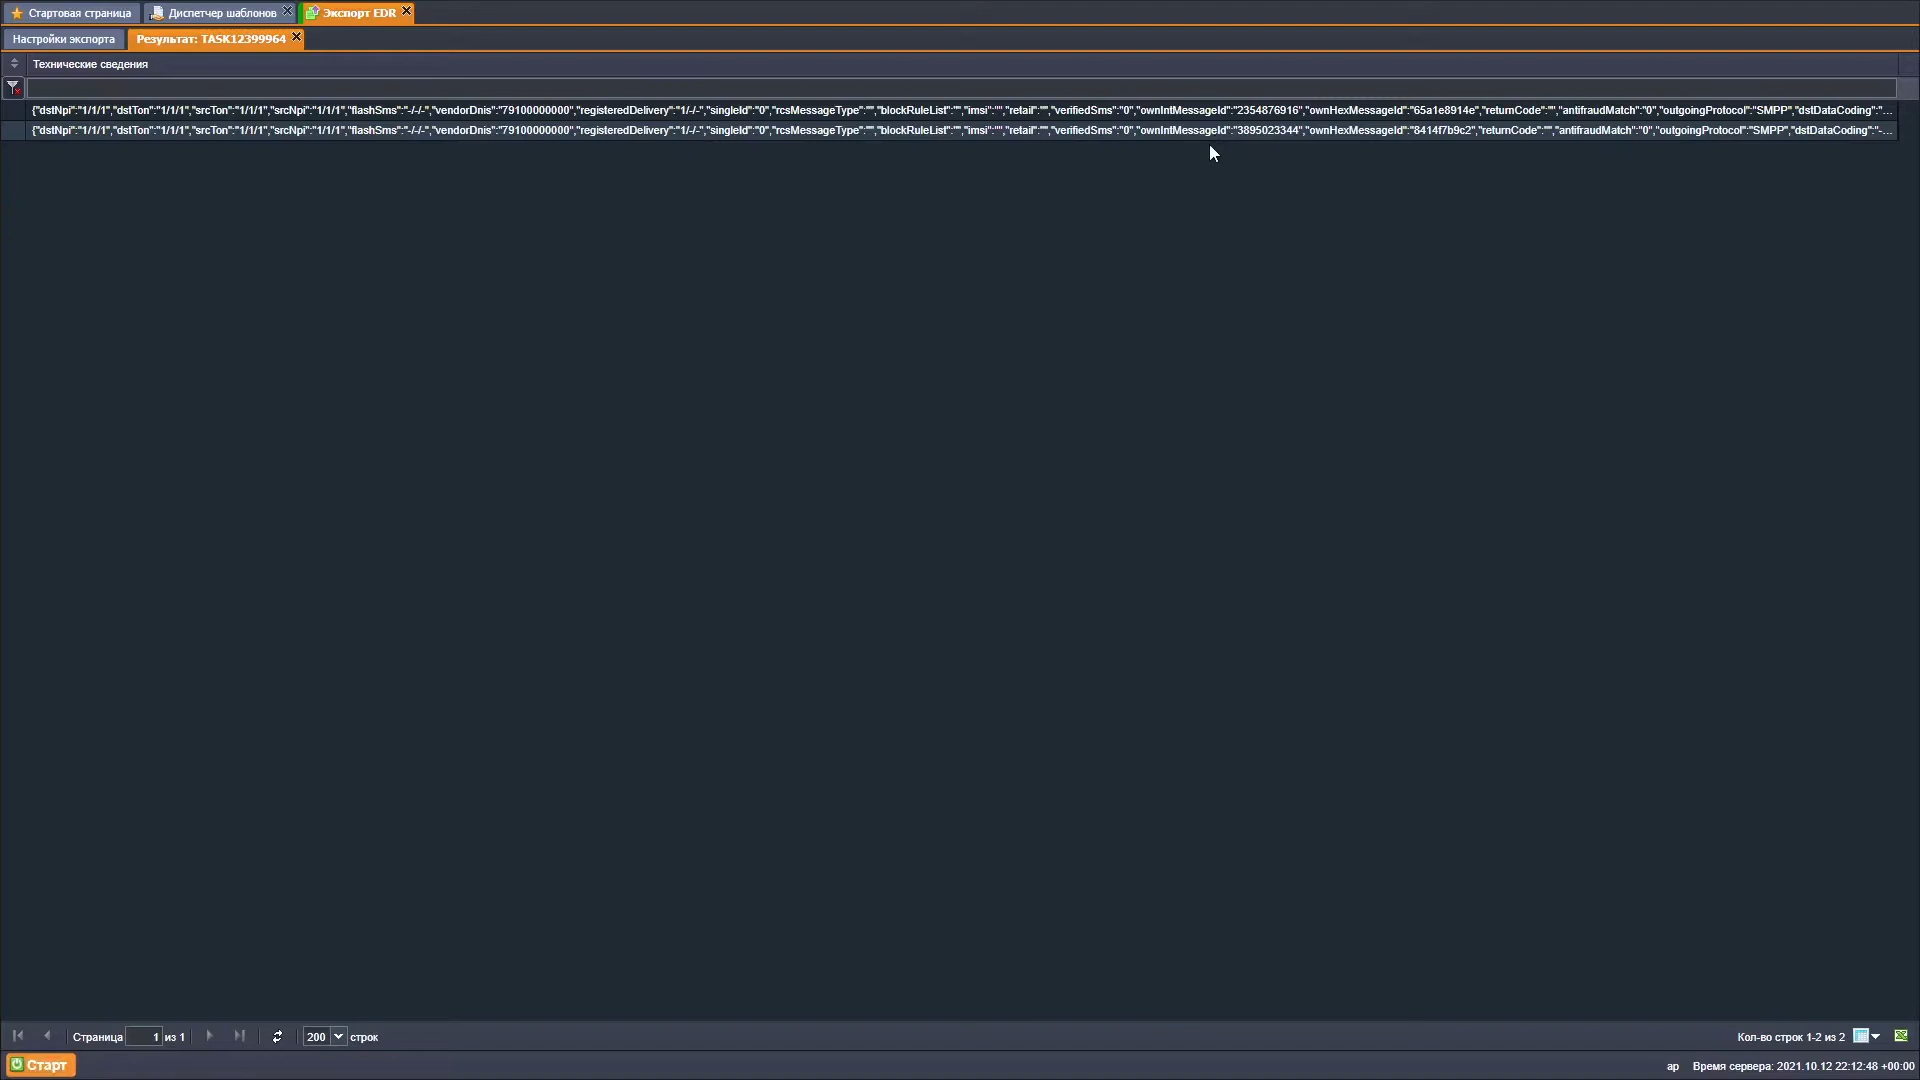 Стартовая страница Диспетчер шаблонов Экспорт EDR
Настройки экспорта Результат: TASK12399964
Технические сведения
{"dstNpi":"1/1/1","dstTon":"1/1/1","srcTon":"1/1/1","srcNpi":"1/1/1","flashSms":"-/-/-","vendorDnis":"79100000000","registeredDelivery":"1/-/-","singleId":"0","rcsMessageType":"","blockRuleList":"","imsi":"","retail":"","verifiedSms":"0","ownIntMessageId":"2354876916","ownHexMessageId":"65a1e8914e","returnCode":"","antifraudMatch":"0","outgoingProtocol":"SMPP","dstDataCoding":"...
{"dstNpi":"1/1/1","dstTon":"1/1/1","srcTon":"1/1/1","srcNpi":"1/1/1","flashSms":"-/-/-","vendorDnis":"79100000000","registeredDelivery":"1/-/-","singleId":"0","rcsMessageType":"","blockRuleList":"","imsi":"","retail":"","verifiedSms":"0","ownIntMessageId":"3895023344","ownHexMessageId":"8414f7b9c2","returnCode":"","antifraudMatch":"0","outgoingProtocol":"SMPP","dstDataCoding":"-...
Страница 1 из 1 200 строк Кол-во строк 1-2 из 2
Старт ap Время сервера: 2021.10.12 22:12:48 +00:00